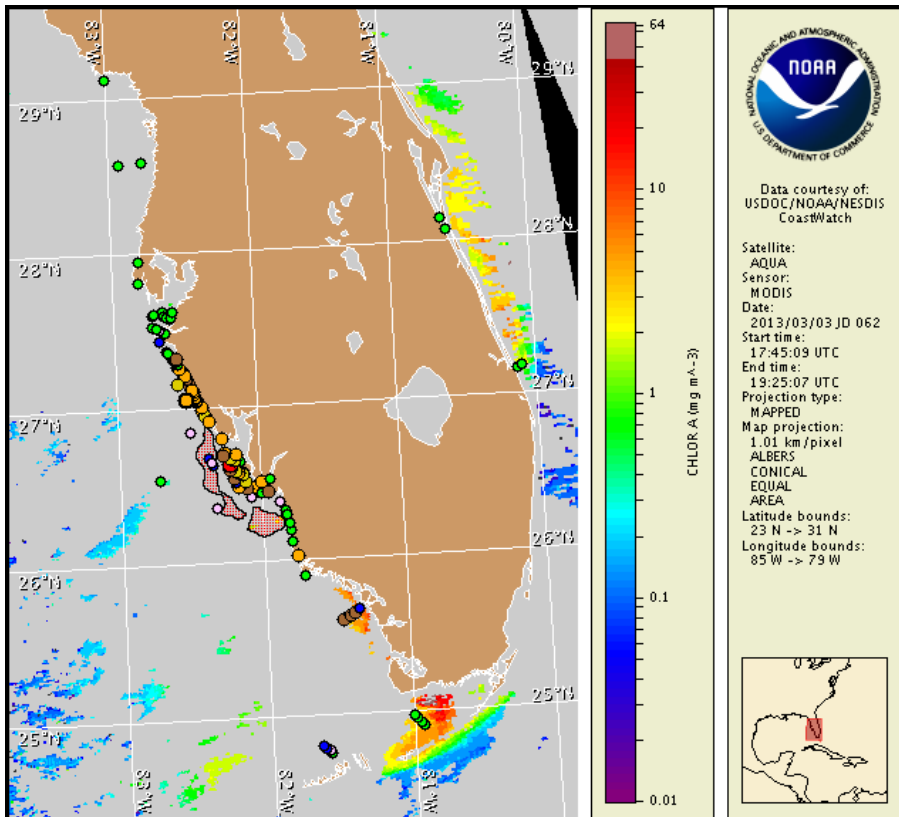 83°W
82°W
81°W
80°W
29°N
29°N
28°N
28°N
27°N
27°N
26°N
26°N
25°N
25°N
83°W
82°W
81°W
64
10
1
0.1
0.01
CHLOR A (mg m^-3)
NATIONAL OCEANIC AND ATMOSPHERIC ADMINISTRATION
NOAA
U.S. DEPARTMENT OF COMMERCE
Data courtesy of:
USDOC/NOAA/NESDIS
CoastWatch
Satellite:
AQUA
Sensor:
MODIS
Date:
2013/03/03 JD 062
Start time:
17:45:09 UTC
End time:
19:25:07 UTC
Projection type:
MAPPED
Map projection:
1.01 km/pixel
ALBERS
CONICAL
EQUAL
AREA
Latitude bounds:
23 N -> 31 N
Longitude bounds:
85 W -> 79 W